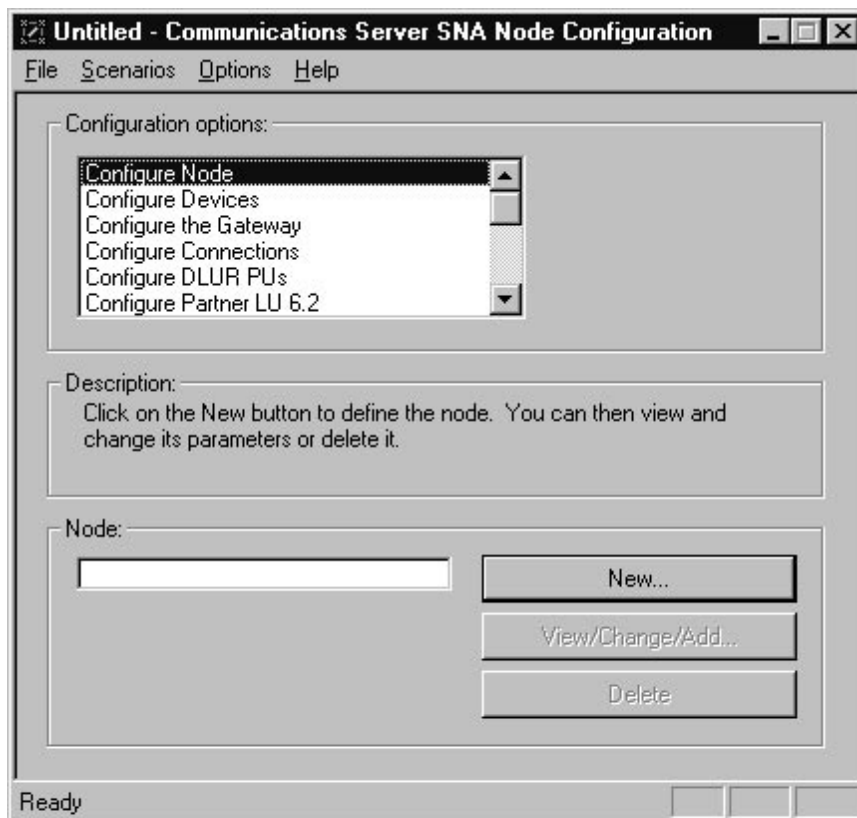 Untitled - Communications Server SNA Node Configuration
File Scenarios Options Help
Configuration options:
Configure Node
Configure Devices
Configure the Gateway
Configure Connections
Configure DLUR PUs
Configure Partner LU 6.2
Description:
Click on the New button to define the node. You can then view and
change its parameters or delete it.
Node:
New...
View/Change/Add...
Delete
Ready